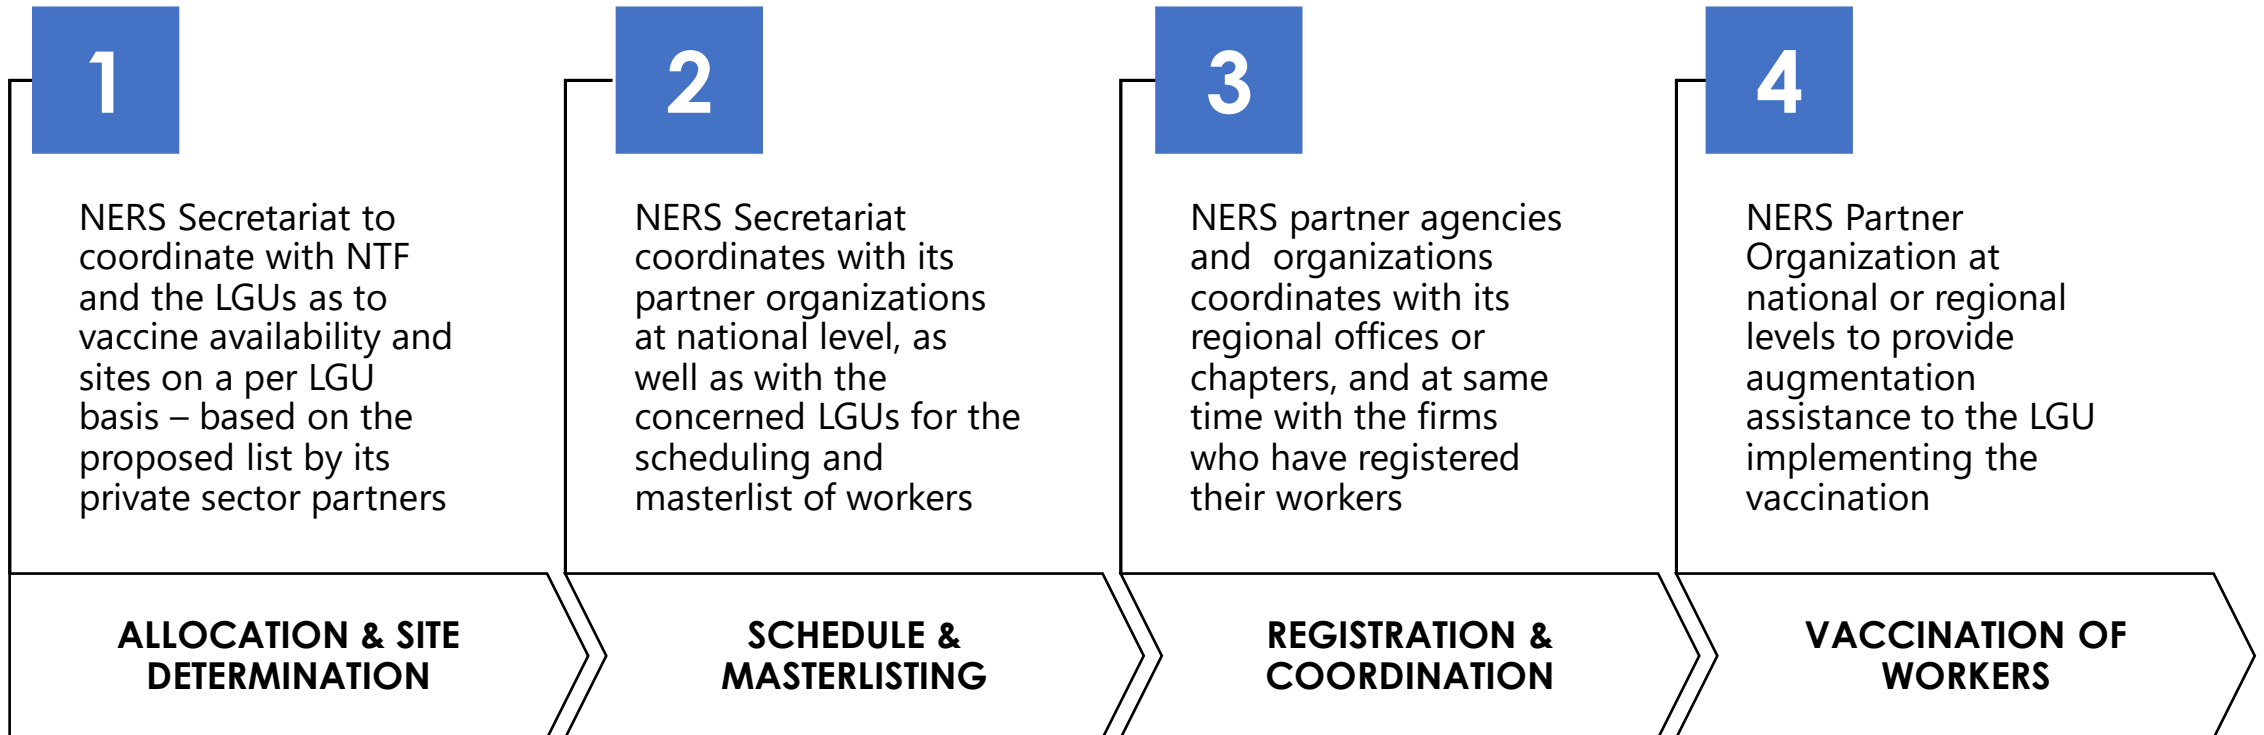 1
NERS Secretariat to
coordinate with NTF
and the LGUs as to
vaccine availability and
sites on a per LGU
basis – based on the
proposed list by its
private sector partners
ALLOCATION & SITE
DETERMINATION
2
NERS Secretariat
coordinates with its
partner organizations
at national level, as
well as with the
concerned LGUs for the
scheduling and
masterlist of workers
SCHEDULE &
MASTERLISTING
3
NERS partner agencies
and  organizations
coordinates with its
regional offices or
chapters, and at same
time with the firms
who have registered
their workers
REGISTRATION &
COORDINATION
4
NERS Partner
Organization at
national or regional
levels to provide
augmentation
assistance to the LGU
implementing the
vaccination
VACCINATION OF
WORKERS